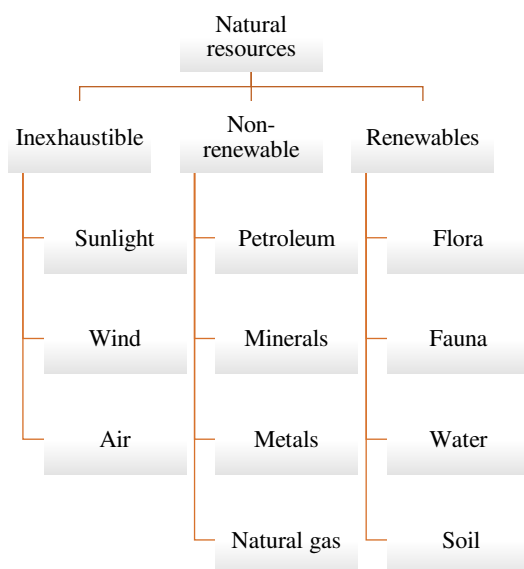 Natural
resources
Inexhaustible
Non-
renewable
Renewables
Sunlight
Petroleum
Flora
Wind
Minerals
Fauna
Air
Metals
Water
Natural gas
Soil